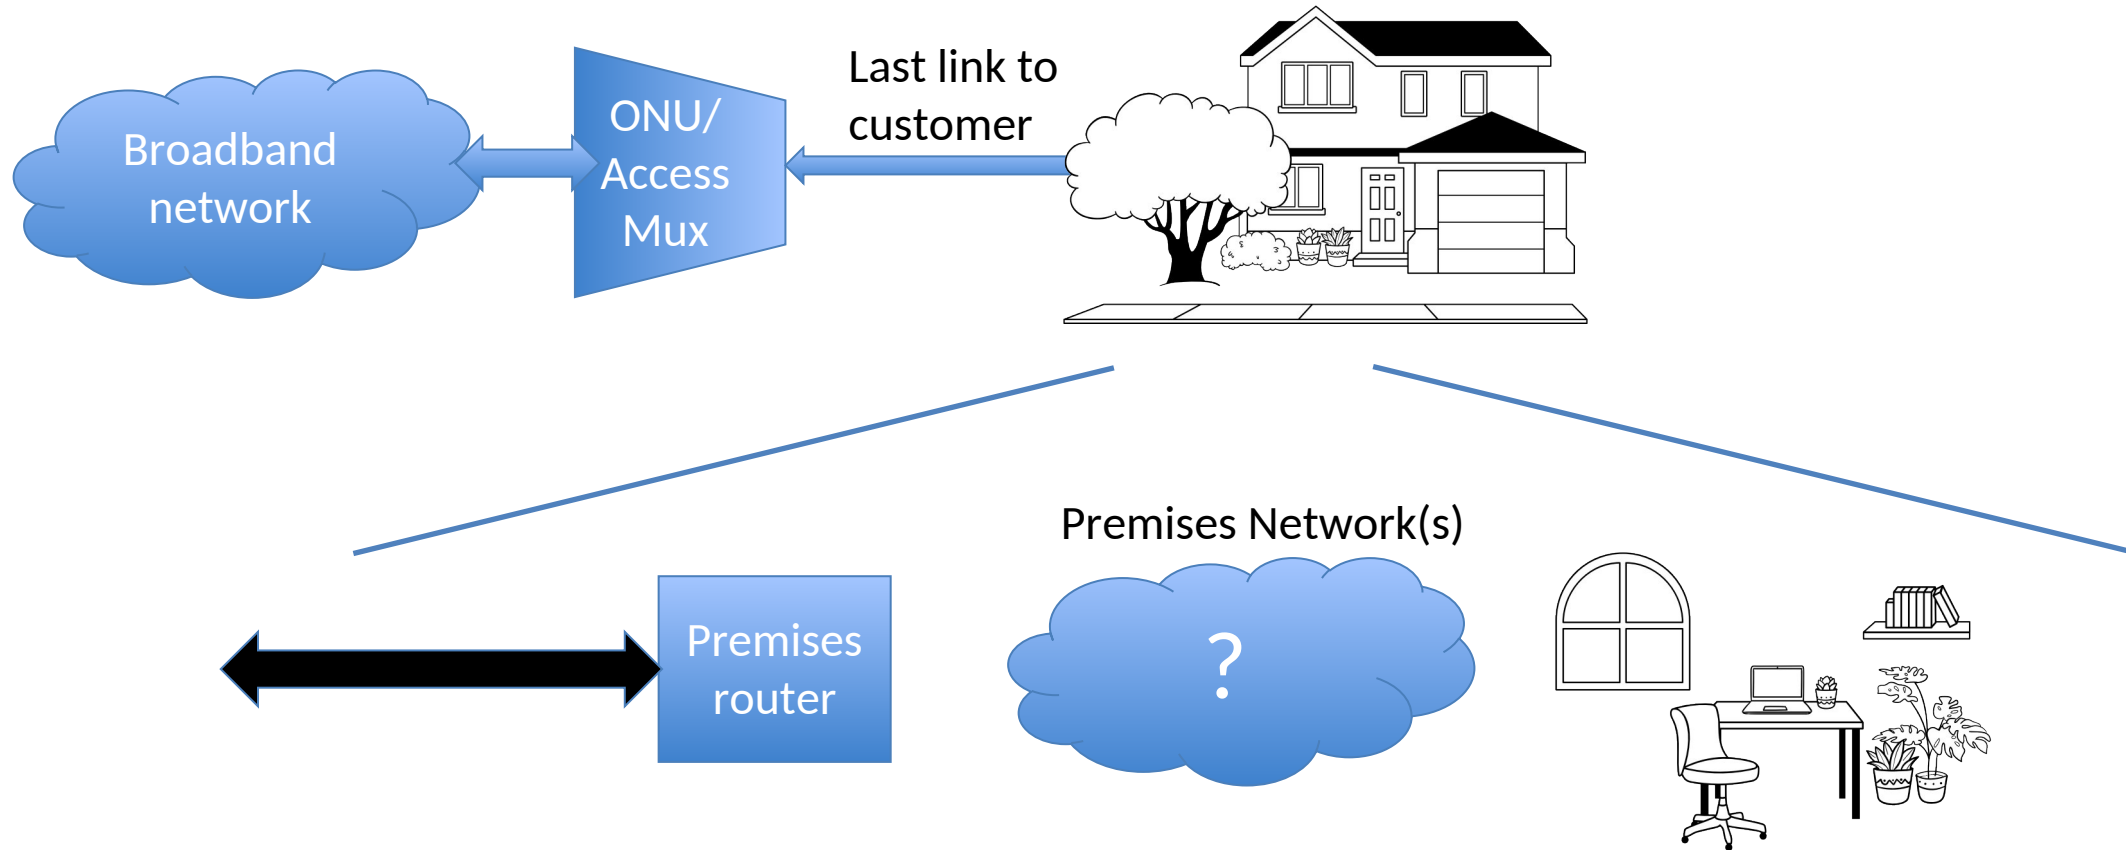 Broadband
network
ONU/
Access
Mux
Last link to
customer
Premises Network(s)
Premises
router
?